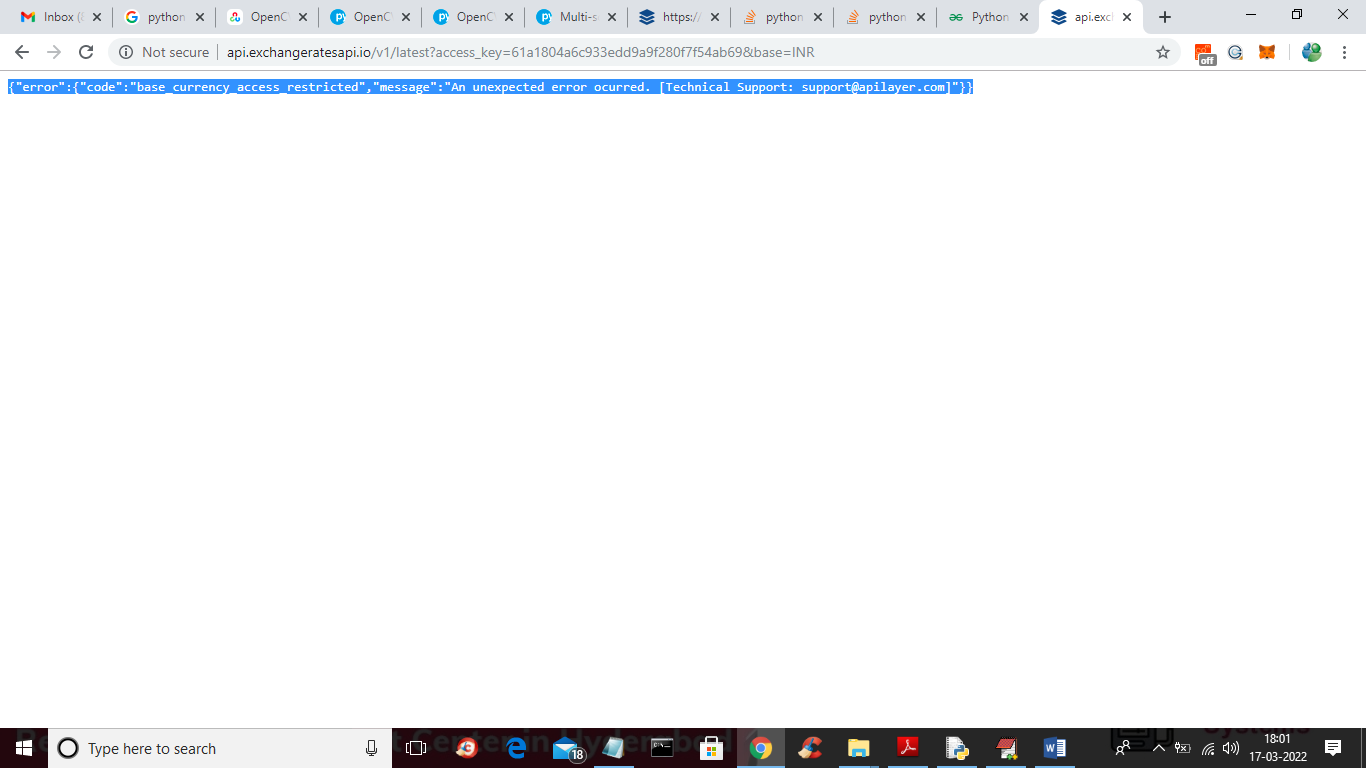 Inbox (
python
OpenC
OpenC
OpenC
Multi-s
https://
python
python
Python
api.exc
Not secure
api.exchangeratesapi.io/v1/latest?access_key=61a1804a6c933edd9a9f280f7f54ab69&base=INR
off
{"error":{"code":"base_currency_access_restricted","message":"An unexpected error ocurred. [Technical Support: support@apilayer.com]"}}
Type here to search
18
18:01
17-03-2022